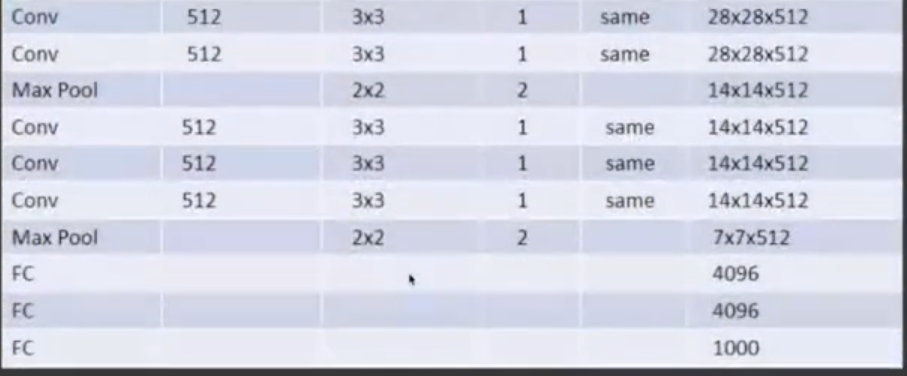 Conv 512 3x3 1 same 28x28x512
Conv 512 3x3 1 same 28x28x512
Max Pool 2x2 2 14x14x512
Conv 512 3x3 1 same 14x14x512
Conv 512 3x3 1 same 14x14x512
Conv 512 3x3 1 same 14x14x512
Max Pool 2x2 2 7x7x512
FC 4096
FC 4096
FC 1000